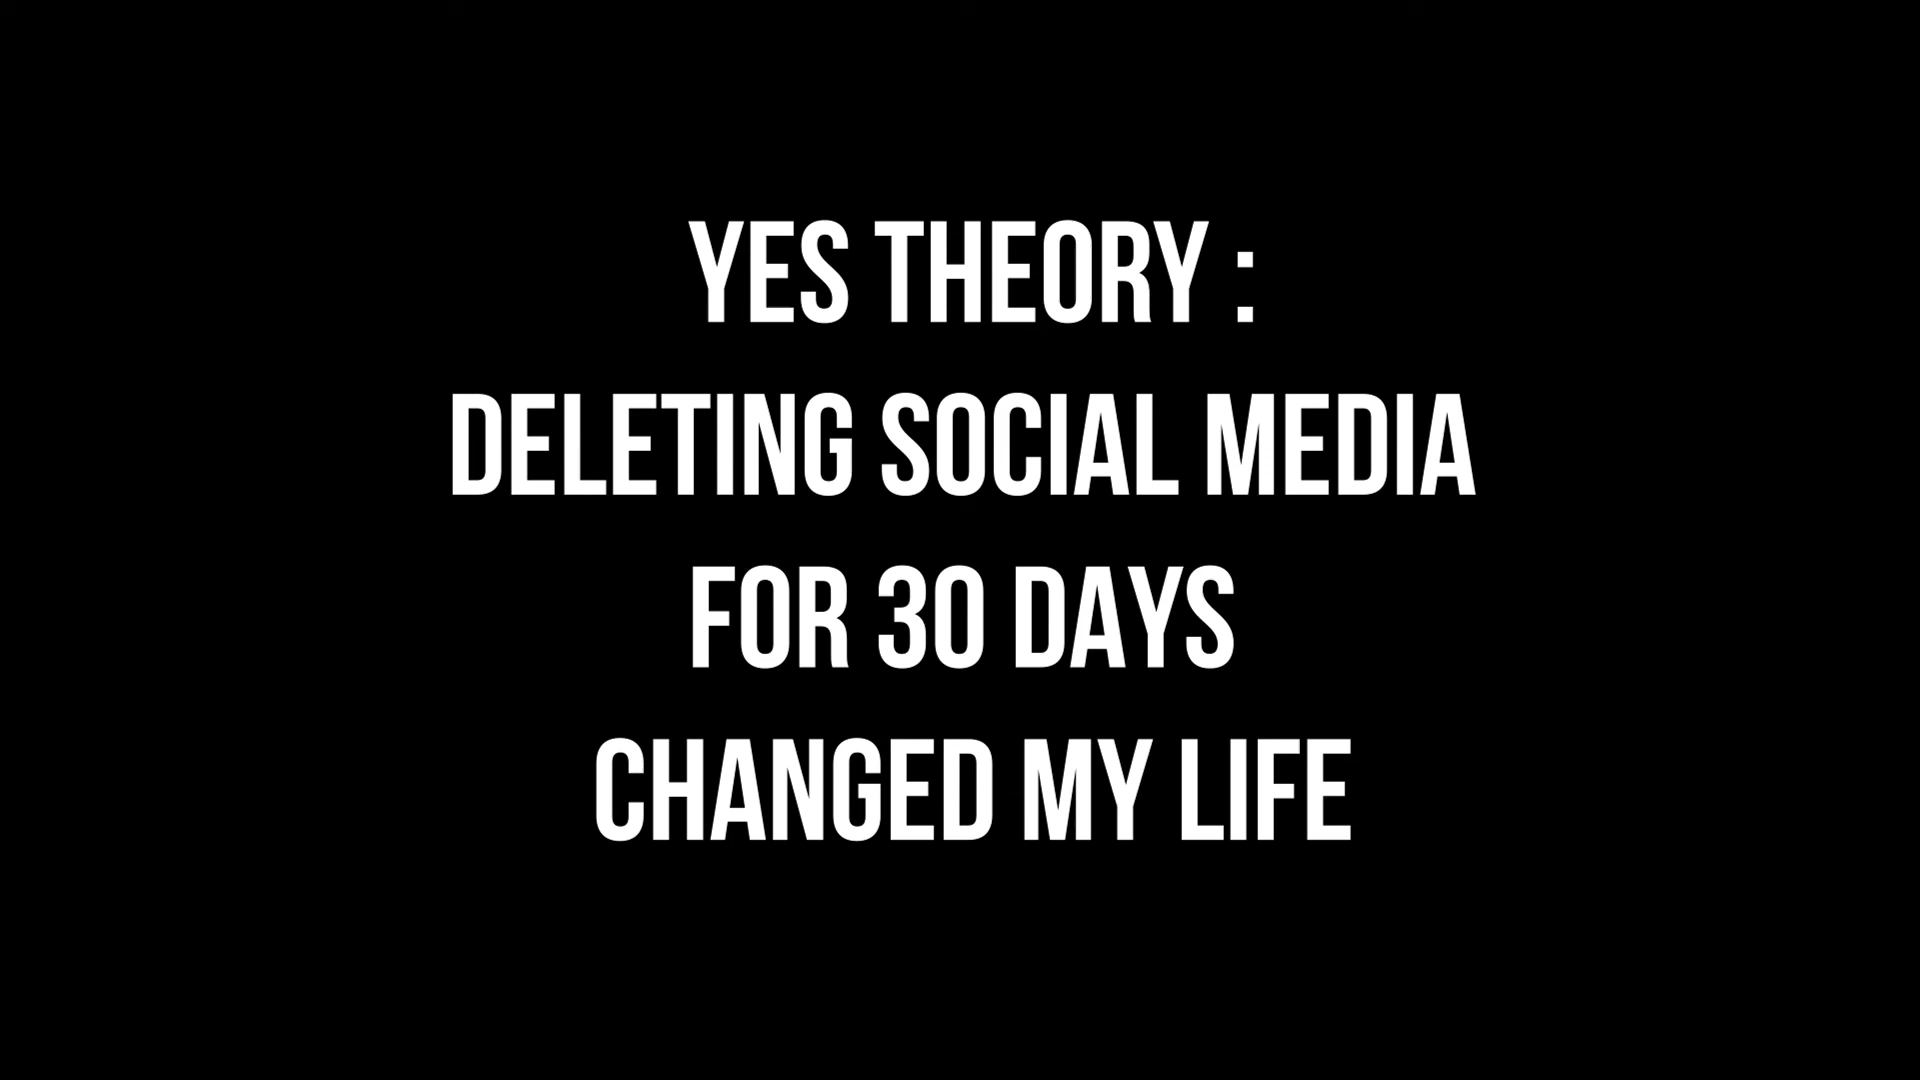 YES THEORY :
DELETING SOCIAL MEDIA
FOR 30 DAYS
CHANGED MY LIFE